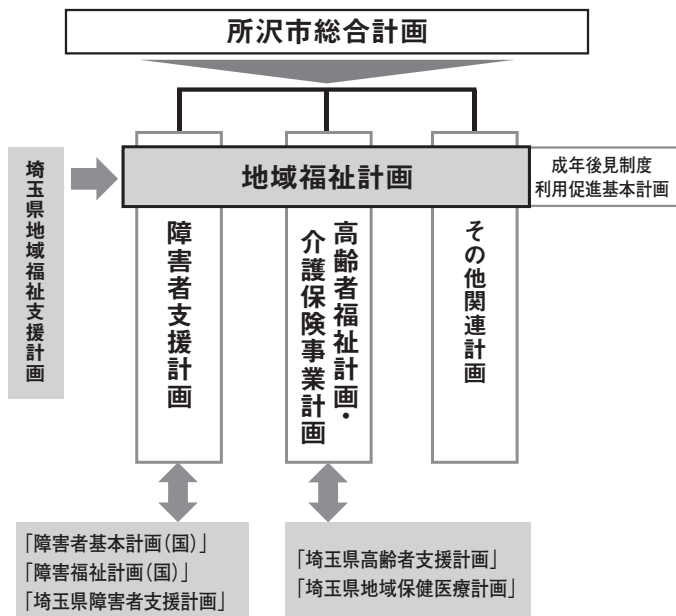 所沢市総合計画
埼玉県地域福祉支援計画
地域福祉計画
成年後見制度
利用促進基本計画
障害者支援計画
高齢者福祉計画・
介護保険事業計画
その他関連計画
「障害者基本計画（国）」
「障害福祉計画（国）」
「埼玉県障害者支援計画」
「埼玉県高齢者支援計画」
「埼玉県地域保健医療計画」